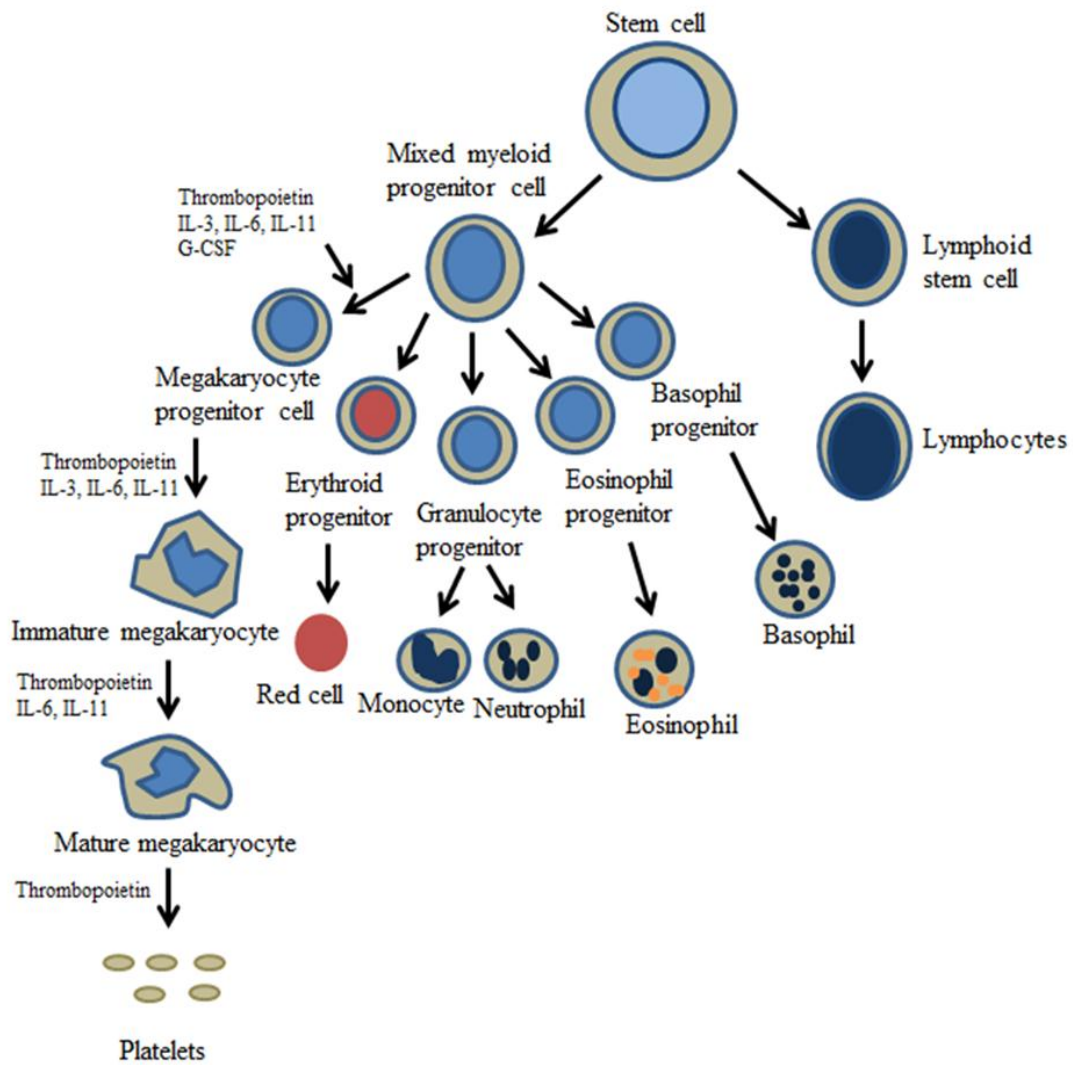 Stem cell
Mixed myeloid
progenitor cell
Thrombopoietin
IL-3, IL-6, IL-11
G-CSF
Lymphoid
stem cell
Megakaryocyte
progenitor cell
Basophil
progenitor
Lymphocytes
Thrombopoietin
IL-3, IL-6, IL-11
Erythroid
progenitor
Granulocyte
progenitor
Eosinophil
progenitor
Immature megakaryocyte
Basophil
Thrombopoietin
IL-6, IL-11
Red cell
Monocyte
Neutrophil
Eosinophil
Mature megakaryocyte
Thrombopoietin
Platelets